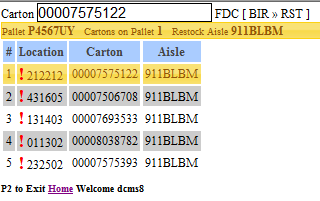 Carton 00007575122 FDC [ BIR » RST ]
Pallet P4567UY Cartons on Pallet 1 Restock Aisle 911BLBM
# Location Carton Aisle
1 ! 212212 00007575122 911BLBM
2 ! 431605 00007506708 911BLBM
3 ! 131403 00007693533 911BLBM
4 ! 011302 00008038782 911BLBM
5 ! 232502 00007575393 911BLBM
P2 to Exit Home Welcome dcms8